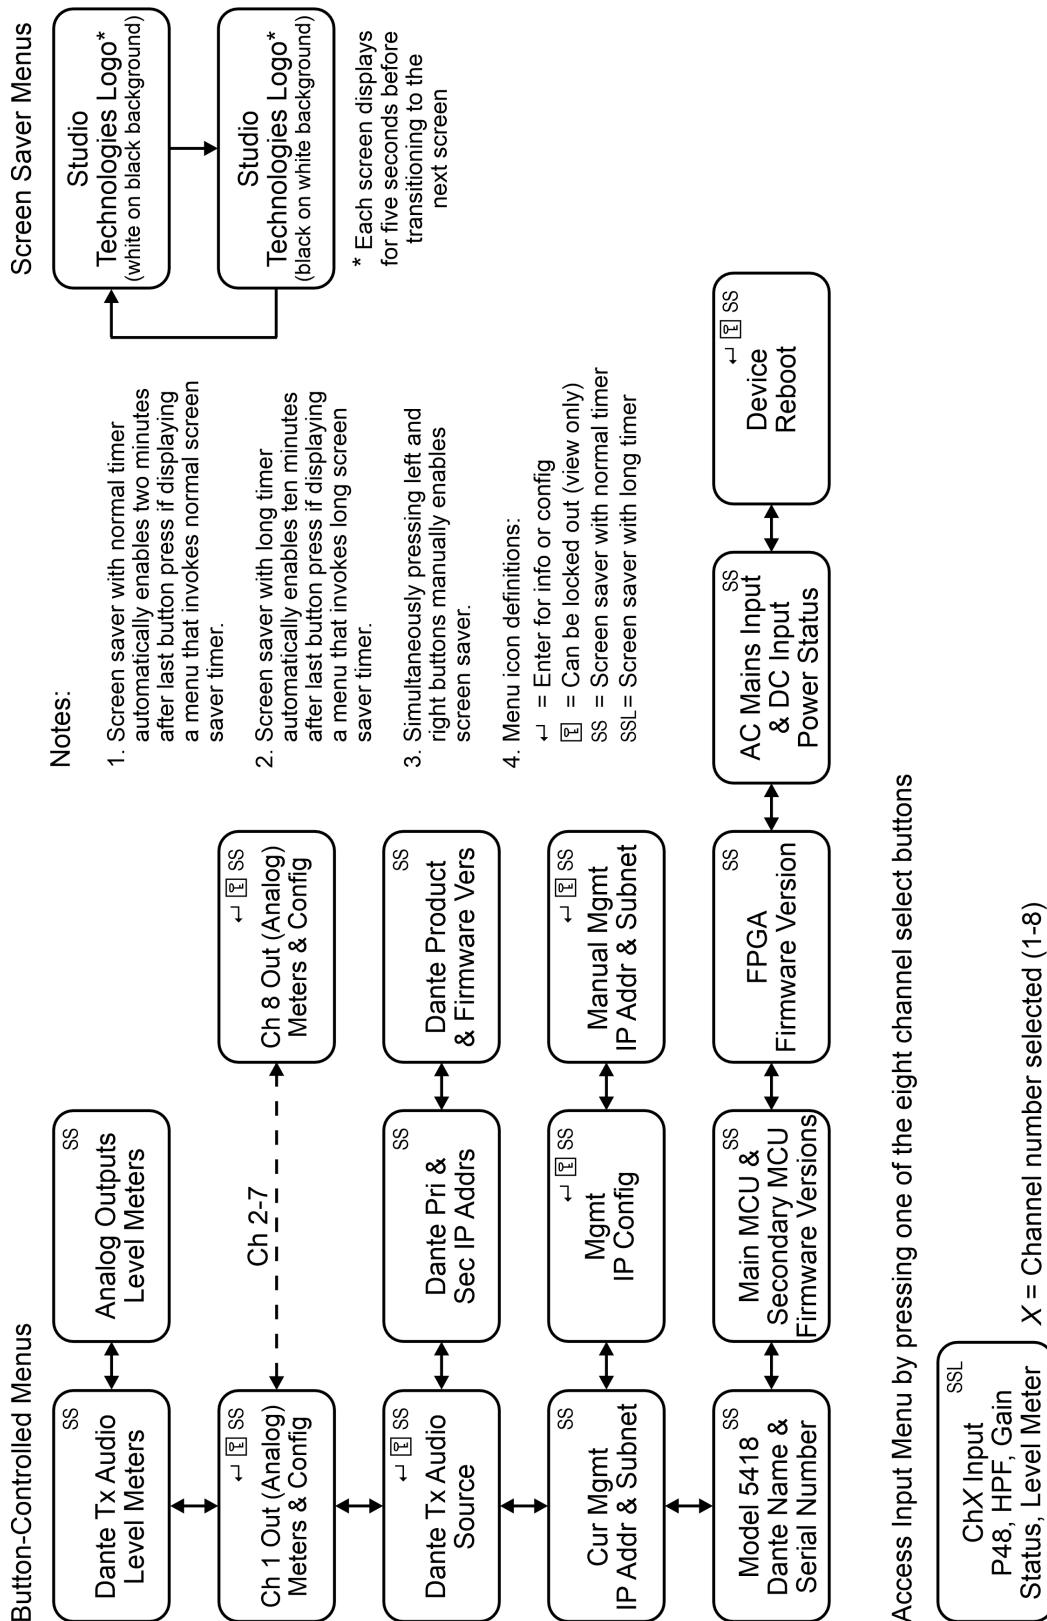 Button-Controlled Menus
Dante Tx Audio
Level Meters
SS
Analog Outputs
Level Meters
SS
Ch 1 Out (Analog)
Meters & Config
↵ SS
Ch 2-7
Ch 8 Out (Analog)
Meters & Config
↵ SS
Dante Tx Audio
Source
↵ SS
Dante Pri &
Sec IP Addrs
SS
Dante Product
& Firmware Vers
SS
Cur Mgmt
IP Addr & Subnet
SS
Mgmt
IP Config
↵ SS
Manual Mgmt
IP Addr & Subnet
↵ SS
Model 5418
Dante Name &
Serial Number
SS
Main MCU &
Secondary MCU
Firmware Versions
SS
FPGA
Firmware Version
SS
AC Mains Input
& DC Input
Power Status
SS
Device
Reboot
↵ SS
Notes:
1. Screen saver with normal timer
automatically enables two minutes
after last button press if displaying
a menu that invokes normal screen
saver timer.
2. Screen saver with long timer
automatically enables ten minutes
after last button press if displaying
a menu that invokes long screen
saver timer.
3. Simultaneously pressing left and
right buttons manually enables
screen saver.
4. Menu icon definitions:
↵ = Enter for info or config
= Can be locked out (view only)
SS = Screen saver with normal timer
SSL = Screen saver with long timer
Screen Saver Menus
Studio
Technologies Logo*
(white on black background)
Studio
Technologies Logo*
(black on white background)
* Each screen displays
for five seconds before
transitioning to the
next screen
Access Input Menu by pressing one of the eight channel select buttons
SSL
ChX Input
P48, HPF, Gain
Status, Level Meter
X = Channel number selected (1-8)